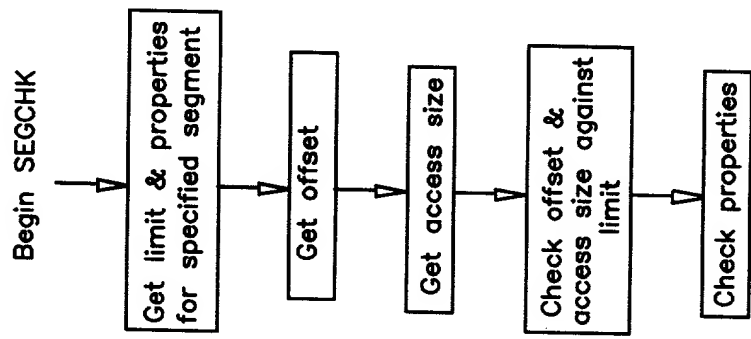 Begin SEGCHK
Get limit & properties
for specified segment
Get offset
Get access size
Check offset &
access size against
limit
Check properties